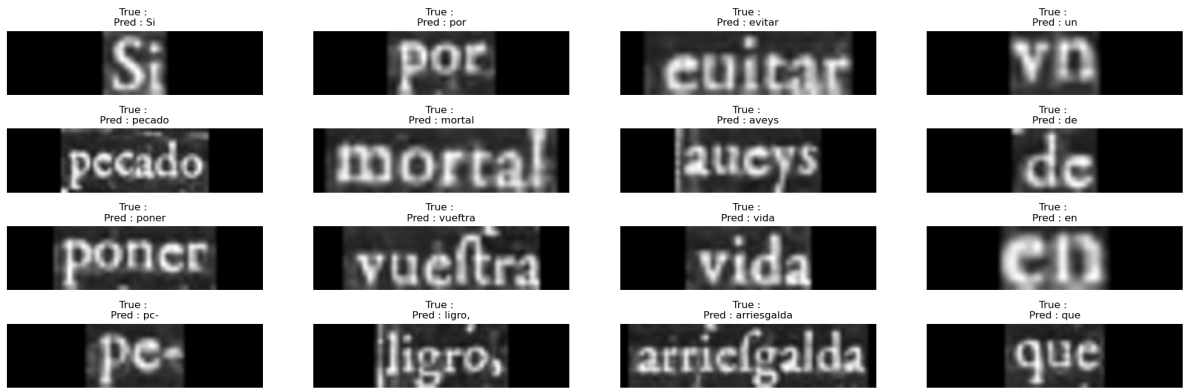 True : True : True : True :
Pred : Si Pred : por Pred : evitar Pred : un
Si por euitar vn
True : True : True : True :
Pred : pecado Pred : mortal Pred : aveys Pred : de
pecado mortal aueys de
True : True : True : True :
Pred : poner Pred : vueftra Pred : vida Pred : en
poner vueſtra vida en
True : True : True : True :
Pred : pc- Pred : ligro, Pred : arriesgalda Pred : que
pe- ligro, arrieſgalda que